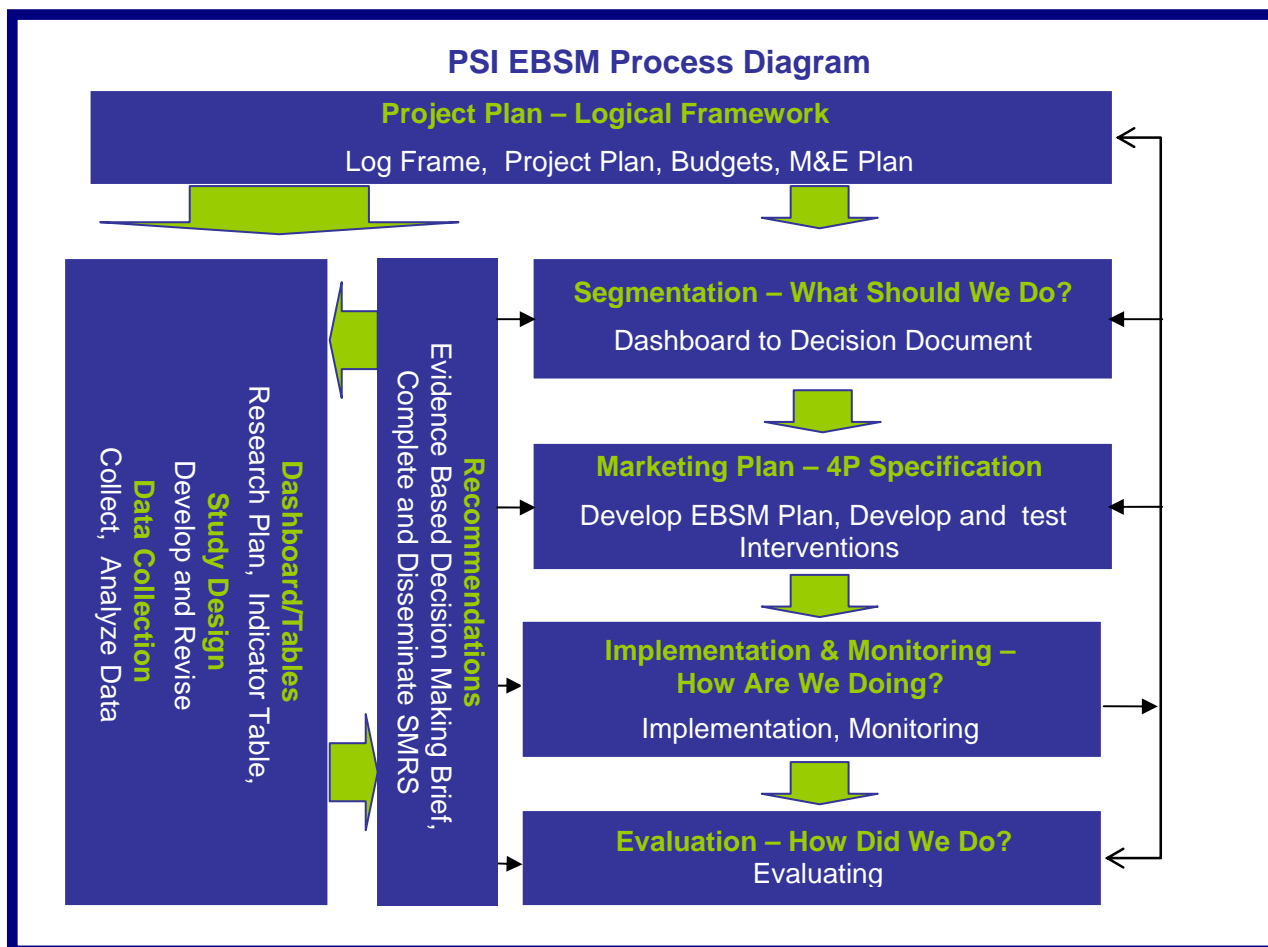 PSI EBSM Process Diagram
Project Plan – Logical Framework
Log Frame, Project Plan, Budgets, M&E Plan
Dashboard/Tables
Research Plan, Indicator Table,
Study Design
Develop and Revise
Data Collection
Collect, Analyze Data
Recommendations
Evidence Based Decision Making Brief,
Complete and Disseminate SMRS
Segmentation – What Should We Do?
Dashboard to Decision Document
Marketing Plan – 4P Specification
Develop EBSM Plan, Develop and test
Interventions
Implementation & Monitoring –
How Are We Doing?
Implementation, Monitoring
Evaluation – How Did We Do?
Evaluating